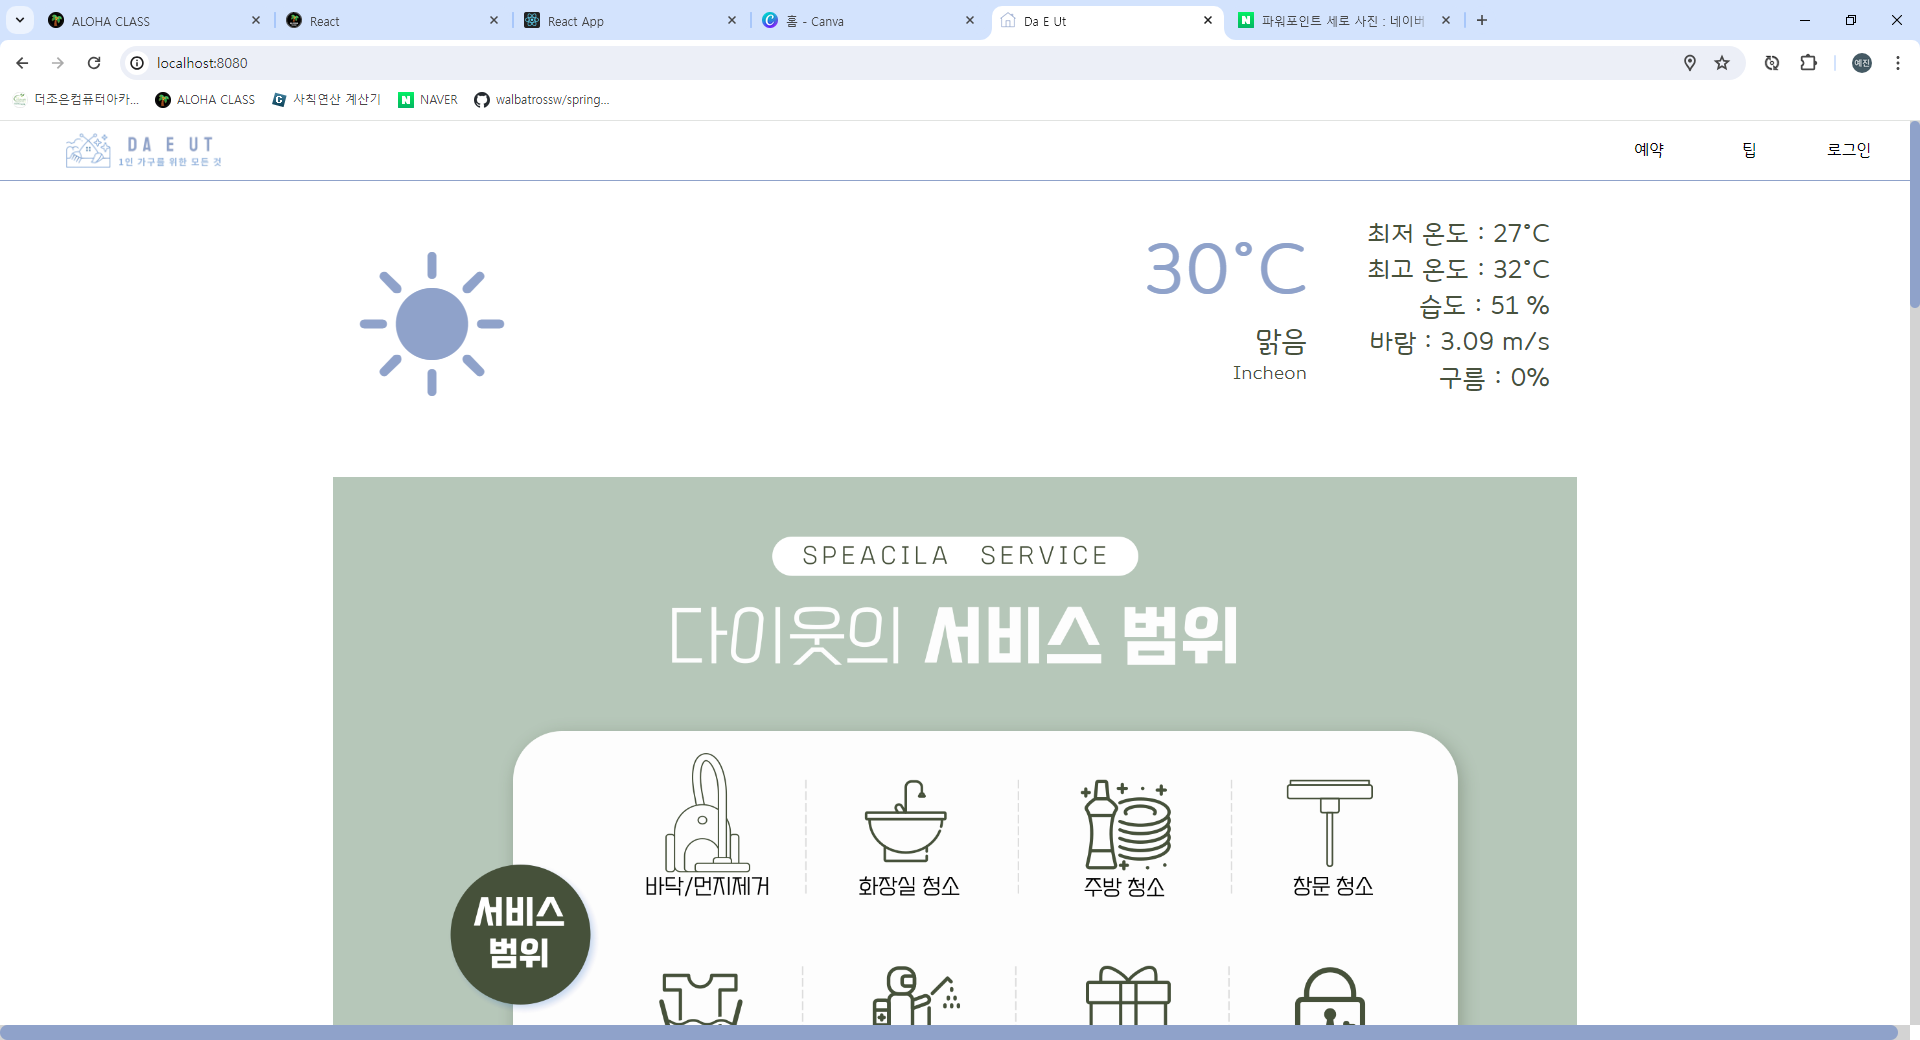 ALOHA CLASS
React
React App
홈 - Canva
Da E Ut
파워포인트 세로 사진 : 네이버
localhost:8080
예진
더조은컴퓨터아카...
ALOHA CLASS
사칙연산 계산기
NAVER
walbatrossw/spring...
DA E UT
1인 가구를 위한 모든 것
예약
팁
로그인
30°C
맑음
Incheon
최저 온도 : 27°C
최고 온도 : 32°C
습도 : 51 %
바람 : 3.09 m/s
구름 : 0%
SPEACILA SERVICE
다이웃의 서비스 범위
서비스
범위
바닥/먼지제거
화장실 청소
주방 청소
창문 청소